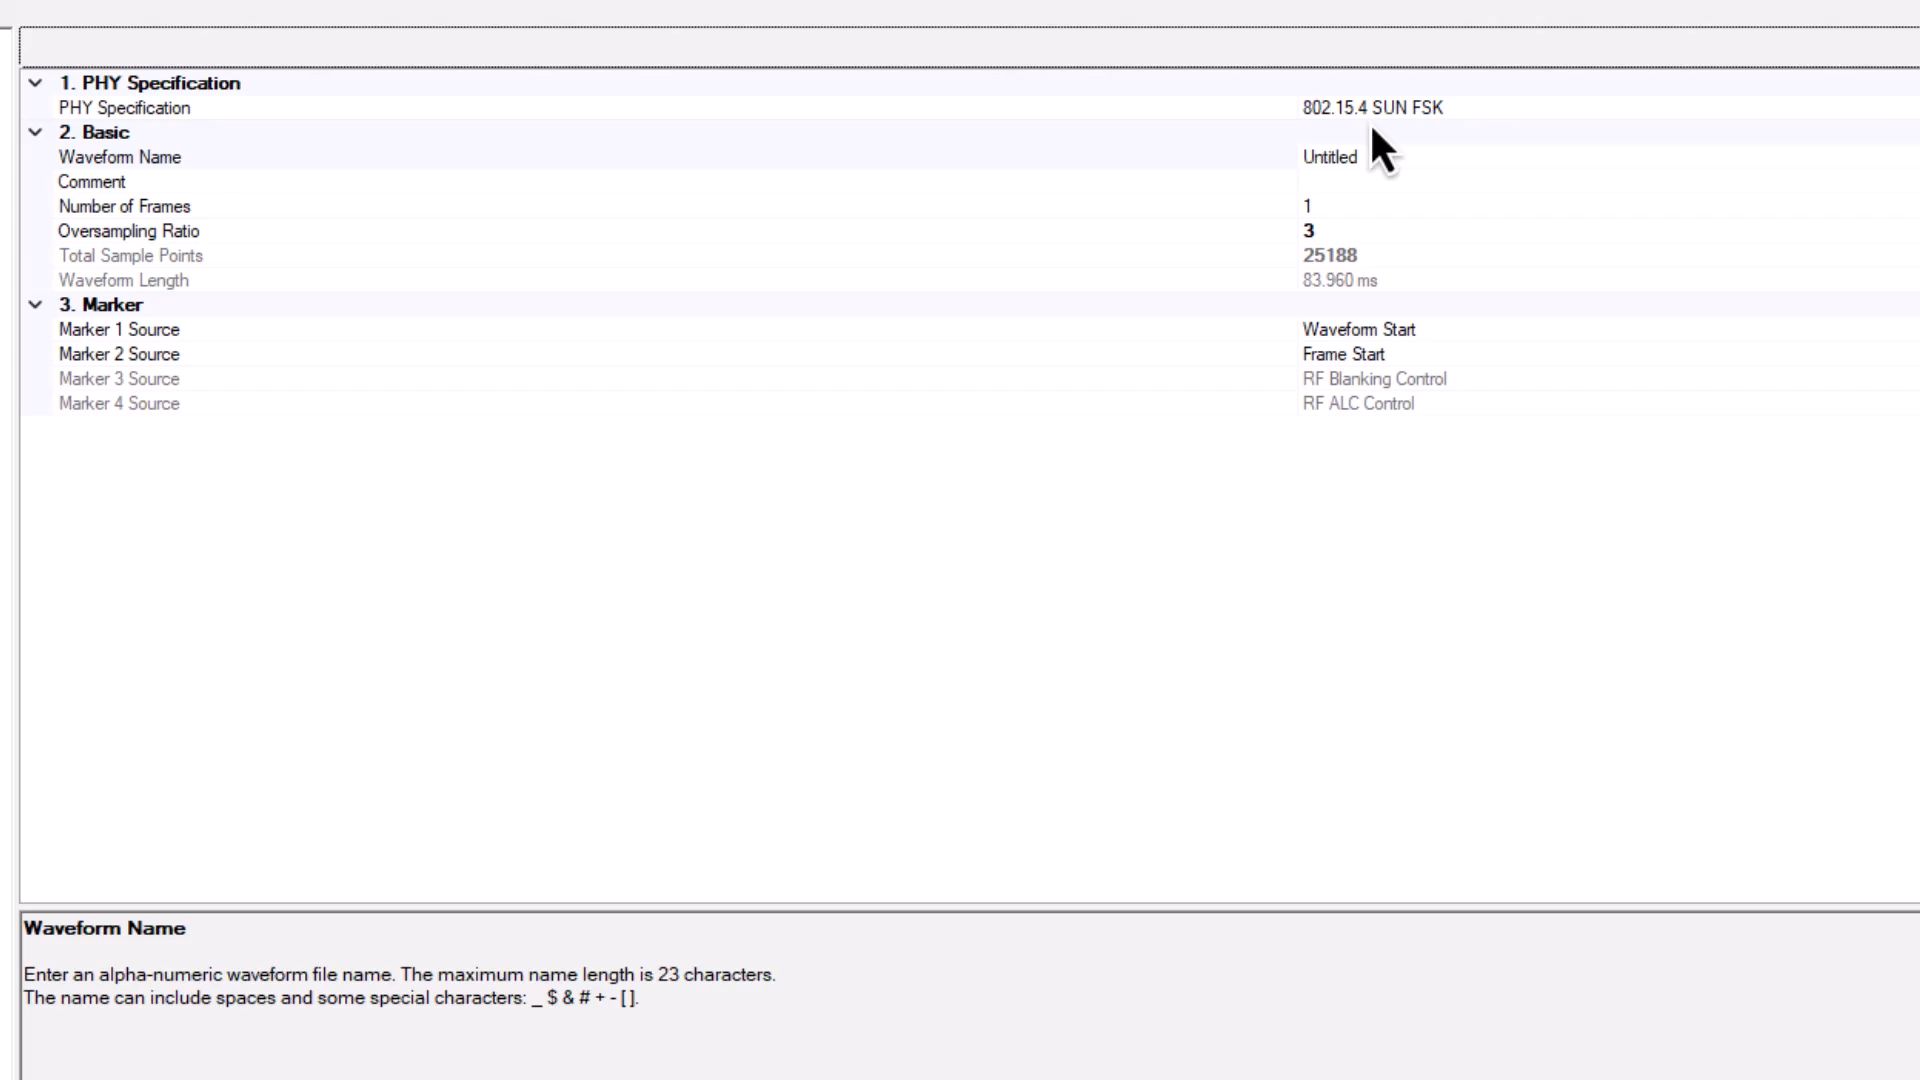 1. PHY Specification
PHY Specification 802.15.4 SUN FSK
2. Basic
Waveform Name Untitled
Comment
Number of Frames 1
Oversampling Ratio 3
Total Sample Points 25188
Waveform Length 83.960 ms
3. Marker
Marker 1 Source Waveform Start
Marker 2 Source Frame Start
Marker 3 Source RF Blanking Control
Marker 4 Source RF ALC Control
Waveform Name
Enter an alpha-numeric waveform file name. The maximum name length is 23 characters.
The name can include spaces and some special characters: _ $ & # + - [ ].